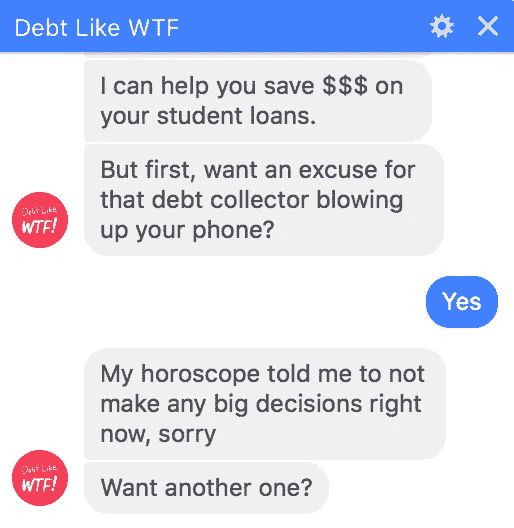 Debt Like WTF
I can help you save $$$ on
your student loans.
But first, want an excuse for
that debt collector blowing
up your phone?
Debt Like
WTF!
Yes
My horoscope told me to not
make any big decisions right
now, sorry
Want another one?
Debt Like
WTF!